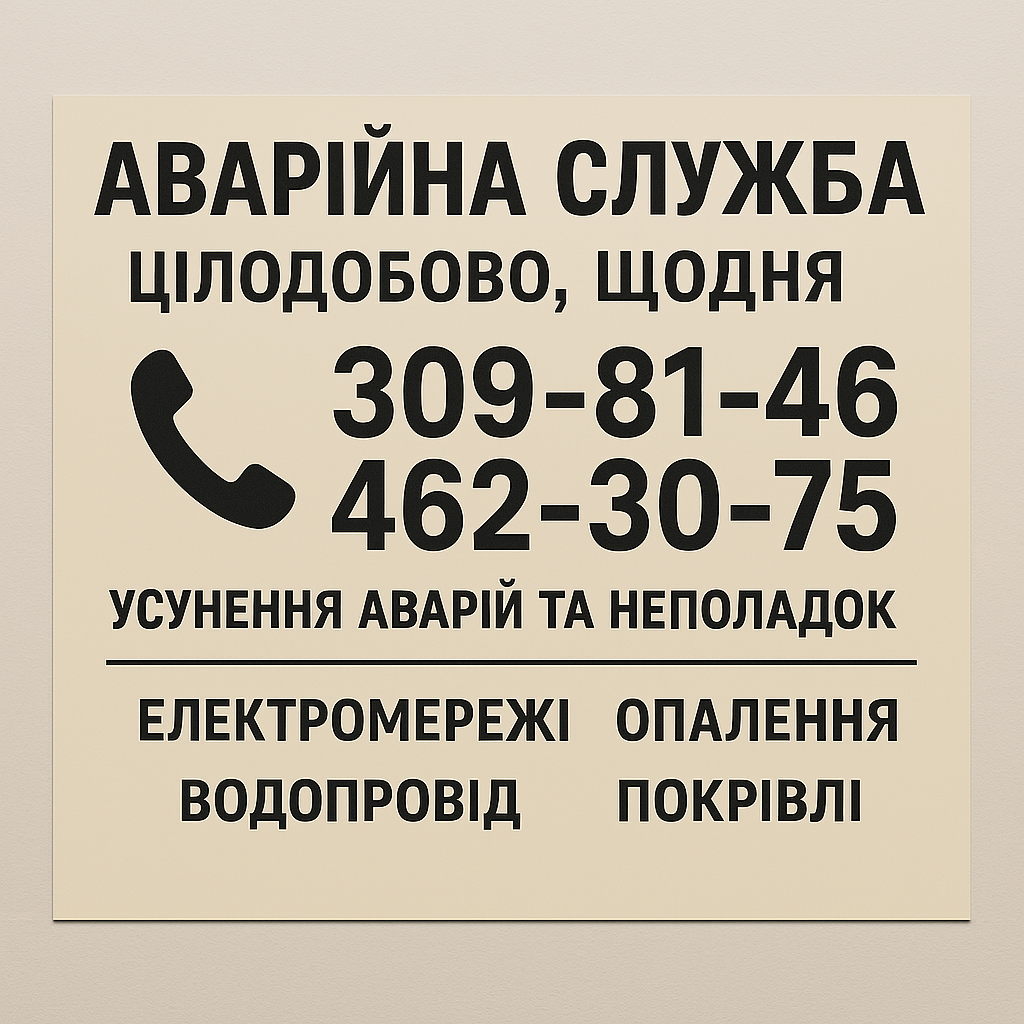 АВАРІЙНА СЛУЖБА
ЦІЛОДОБОВО, ЩОДНЯ
309-81-46
462-30-75
УСУНЕННЯ АВАРІЙ ТА НЕПОЛАДОК
ЕЛЕКТРОМЕРЕЖІ ОПАЛЕННЯ
ВОДОПРОВІД ПОКРІВЛІ